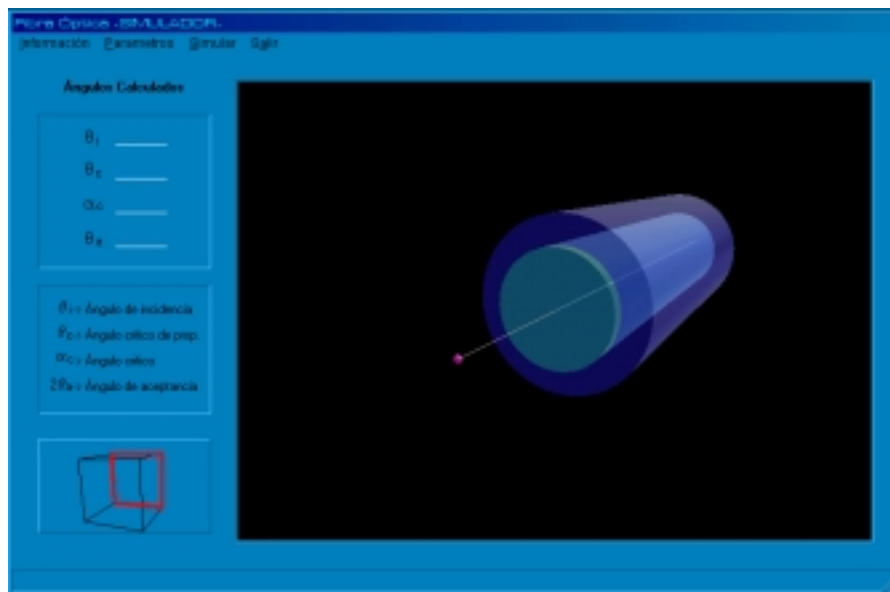 Fibra Optica -SIMULADOR-
Información Parametros Simular Salir
Ángulos Calculados
θi
θc
αc
θa
θi = Ángulo de incidencia
θc = Ángulo crítico de prop.
αc = Ángulo crítico
2θa = Ángulo de aceptancia